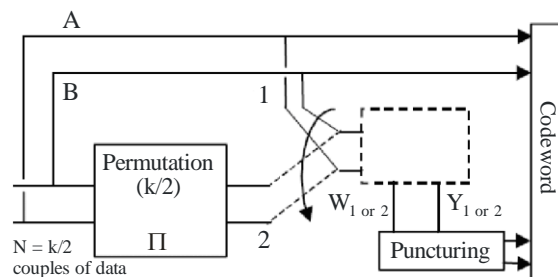 A
B
1
Permutation
(k/2)
Π
2
W1 or 2
Y1 or 2
Puncturing
Codeword
N = k/2
couples of data